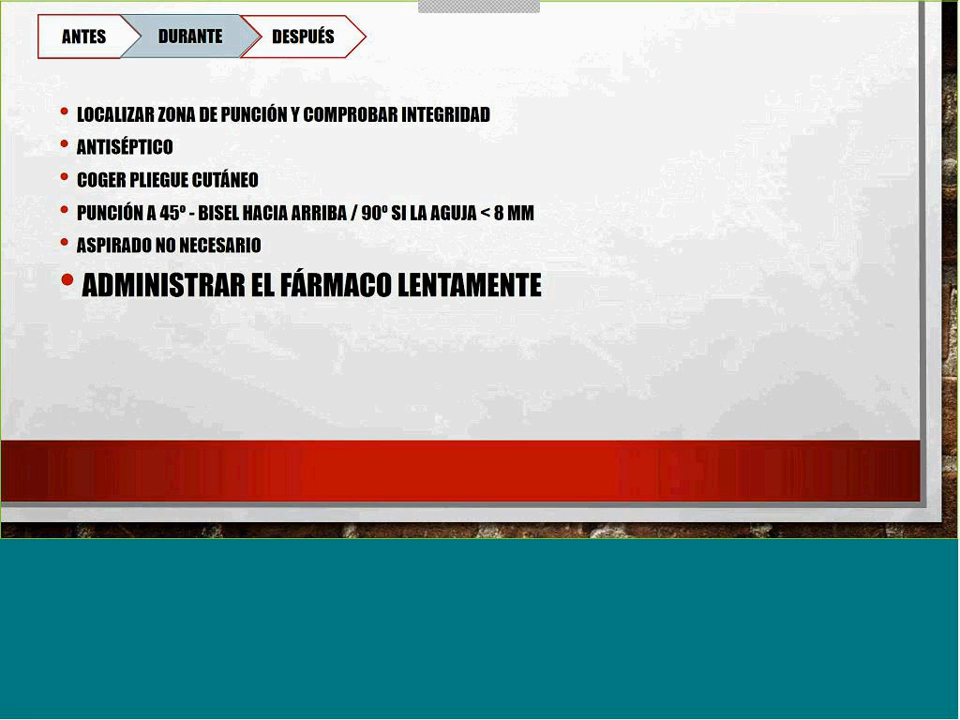 ANTES
DURANTE
DESPUÉS
• LOCALIZAR ZONA DE PUNCIÓN Y COMPROBAR INTEGRIDAD
• ANTISÉPTICO
• COGER PLIEGUE CUTÁNEO
• PUNCIÓN A 45º - BISEL HACIA ARRIBA / 90º SI LA AGUJA < 8 MM
• ASPIRADO NO NECESARIO
• ADMINISTRAR EL FÁRMACO LENTAMENTE